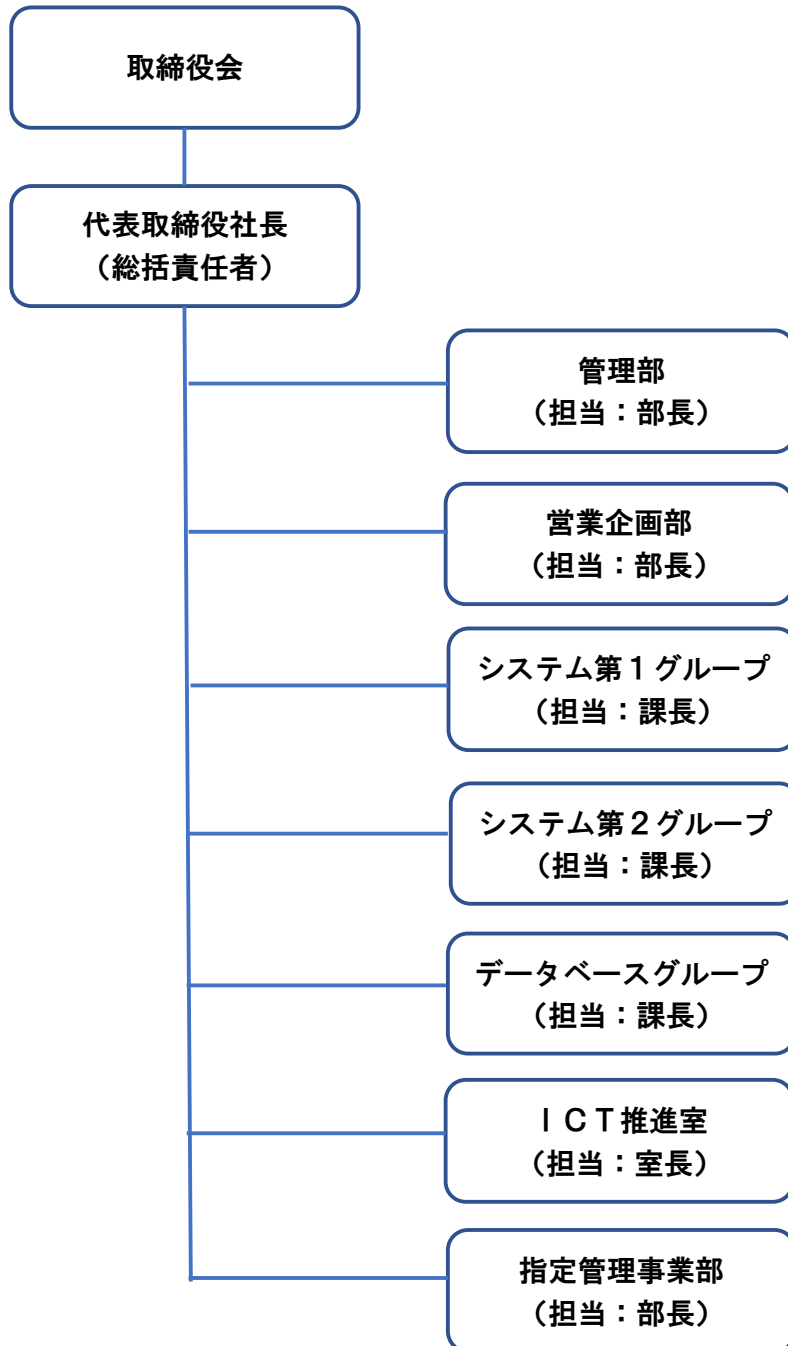 取締役会
代表取締役社長
（総括責任者）
管理部
（担当：部長）
営業企画部
（担当：部長）
システム第１グループ
（担当：課長）
システム第２グループ
（担当：課長）
データベースグループ
（担当：課長）
ＩＣＴ推進室
（担当：室長）
指定管理事業部
（担当：部長）